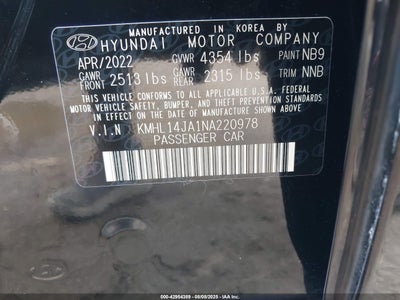 MANUFACTURED IN KOREA
HYUNDAI MOTOR COMPANY
APR/2022 GVWR 4354 lbs PAINT NB9
GAWR FRONT 2513 lbs GAWR REAR 2315 lbs TRIM NNB
THIS VEHICLE CONFORMS TO ALL APPLICABLE U.S.A. FEDERAL
MOTOR VEHICLE SAFETY, BUMPER, AND THEFT PREVENTION STANDARDS
IN EFFECT ON THE DATE OF MANUFACTURE SHOWN ABOVE.
V.I.N KMHL14JA1NA220978
PASSENGER CAR
000-42954389 - 08/08/2025 - IAA, Inc.